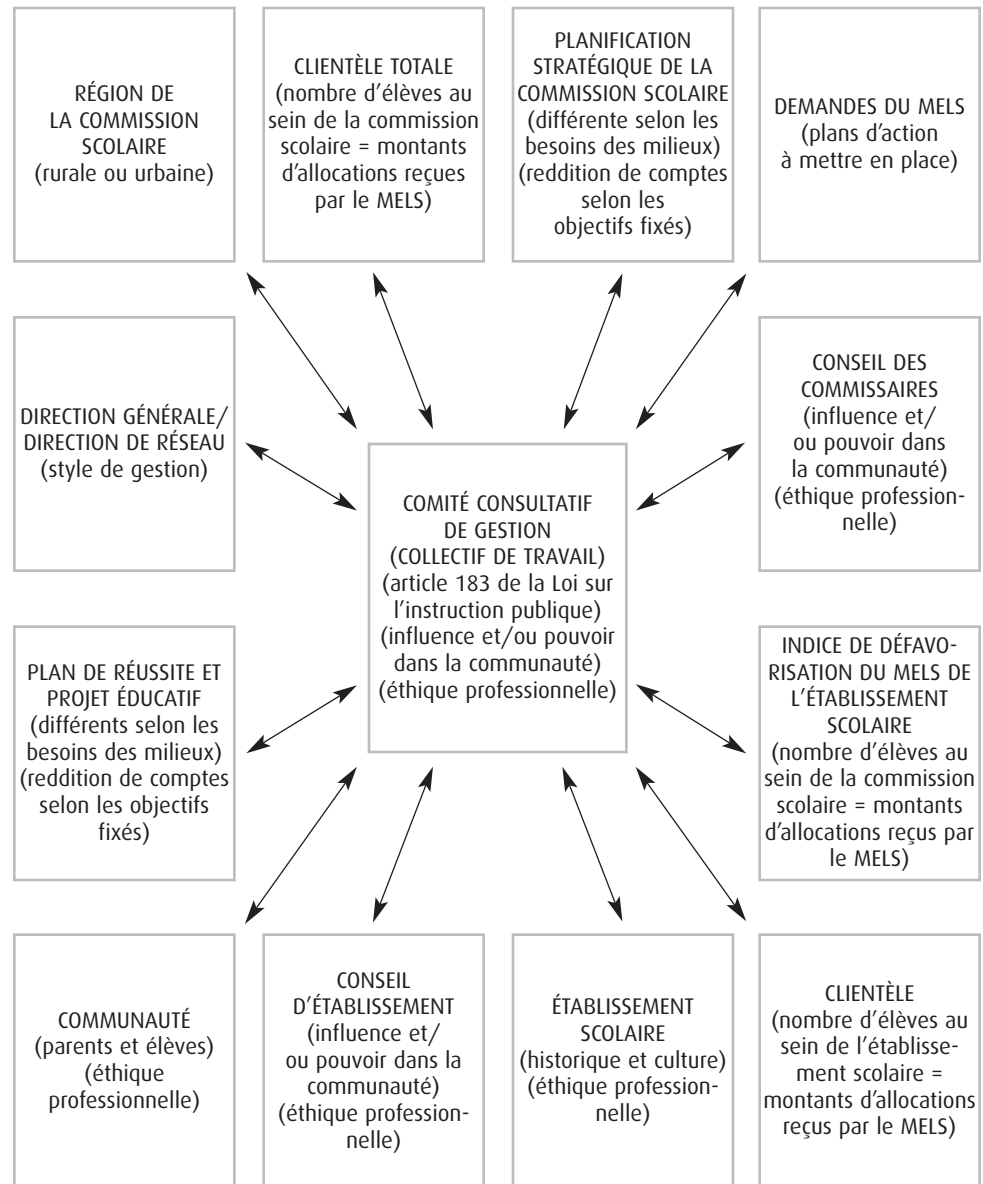 RÉGION DE
LA COMMISSION
SCOLAIRE
(rurale ou urbaine)
CLIENTÈLE TOTALE
(nombre d'élèves au
sein de la commission
scolaire = montants
d'allocations reçues
par le MELS)
PLANIFICATION
STRATÉGIQUE DE LA
COMMISSION SCOLAIRE
(différente selon les
besoins des milieux)
(reddition de comptes
selon les
objectifs fixés)
DEMANDES DU MELS
(plans d'action
à mettre en place)
DIRECTION GÉNÉRALE/
DIRECTION DE RÉSEAU
(style de gestion)
CONSEIL DES
COMMISSAIRES
(influence et/
ou pouvoir dans
la communauté)
(éthique profession-
nelle)
COMITÉ CONSULTATIF
DE GESTION
(COLLECTIF DE TRAVAIL)
(article 183 de la Loi sur
l'instruction publique)
(influence et/ou pouvoir
dans la communauté)
(éthique professionnelle)
PLAN DE RÉUSSITE ET
PROJET ÉDUCATIF
(différents selon les
besoins des milieux)
(reddition de comptes
selon les objectifs
fixés)
INDICE DE DÉFAVO-
RISATION DU MELS DE
L'ÉTABLISSEMENT
SCOLAIRE
(nombre d'élèves au
sein de la commission
scolaire = montants
d'allocations reçus par
le MELS)
COMMUNAUTÉ
(parents et élèves)
(éthique
professionnelle)
CONSEIL
D'ÉTABLISSEMENT
(influence et/
ou pouvoir dans la
communauté)
(éthique profession-
nelle)
ÉTABLISSEMENT
SCOLAIRE
(historique et culture)
(éthique profession-
nelle)
CLIENTÈLE
(nombre d'élèves au
sein de l'établisse-
ment scolaire =
montants d'allocations
reçus par le MELS)